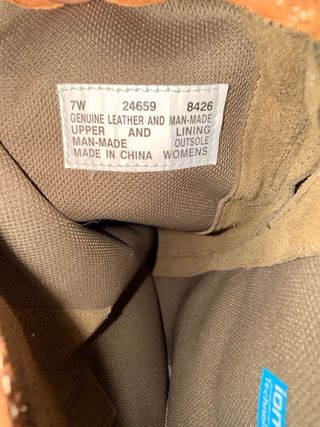 7W 24659 8426
GENUINE LEATHER AND MAN-MADE
UPPER AND LINING
MAN-MADE OUTSOLE
MADE IN CHINA WOMENS